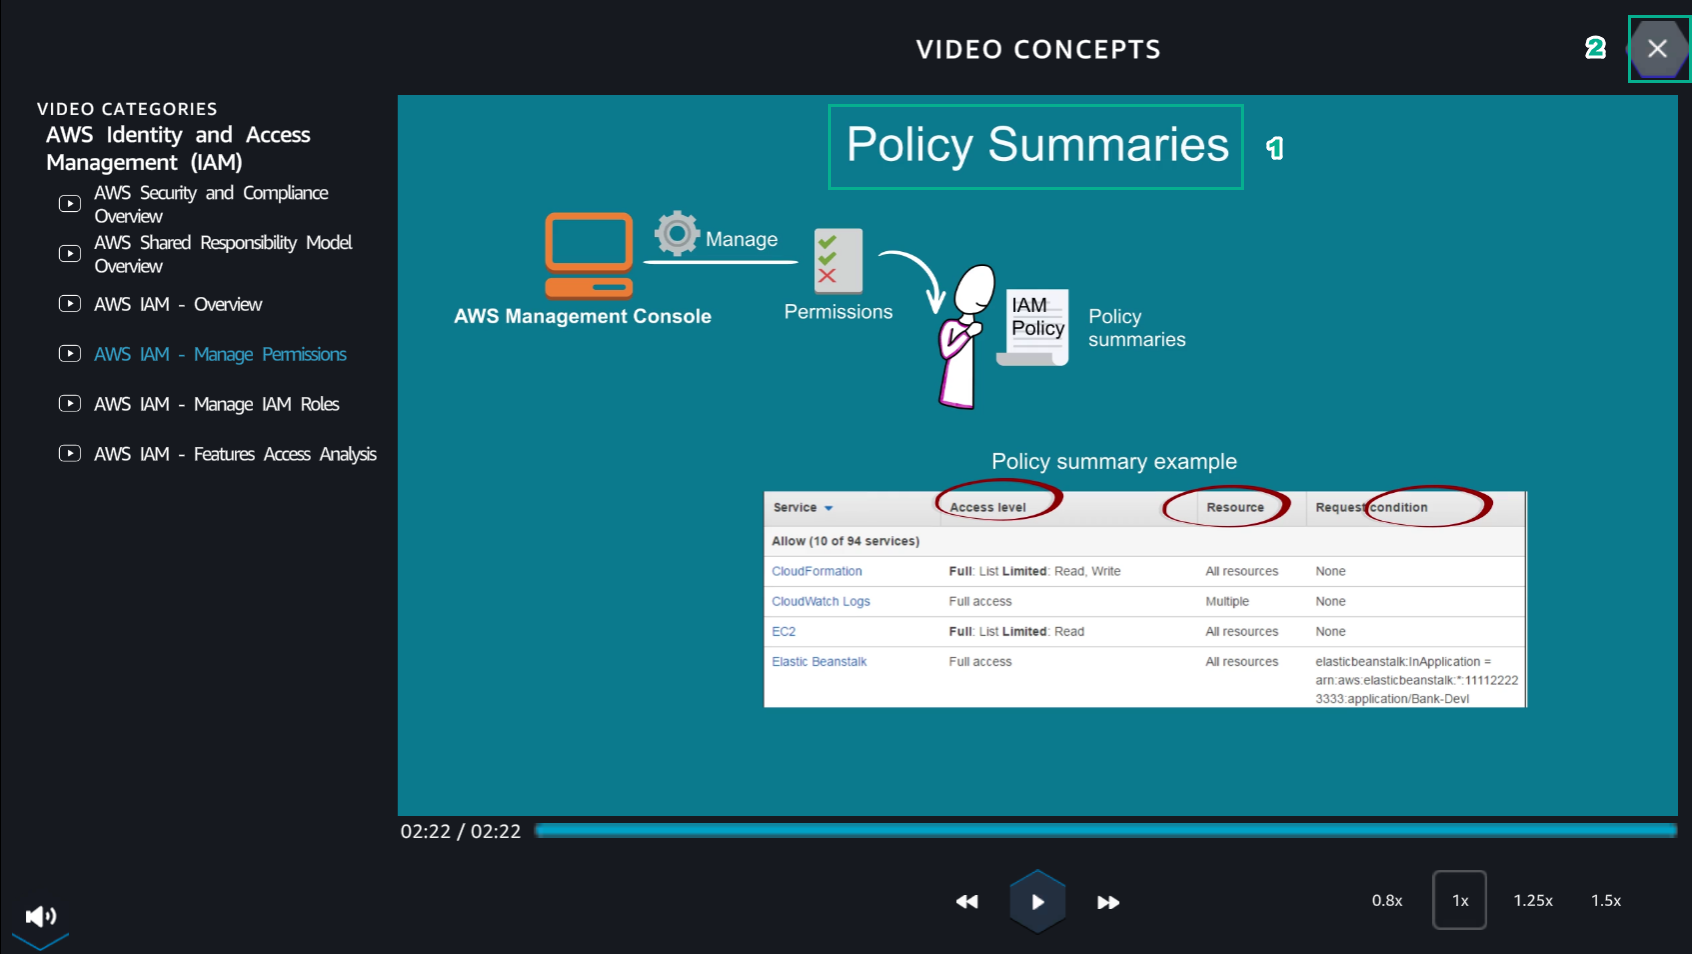 VIDEO CONCEPTS
2
VIDEO CATEGORIES
AWS Identity and Access
Management (IAM)
AWS Security and Compliance
Overview
AWS Shared Responsibility Model
Overview
AWS IAM - Overview
AWS IAM - Manage Permissions
AWS IAM - Manage IAM Roles
AWS IAM - Features Access Analysis
Policy Summaries
1
Manage
AWS Management Console
Permissions
IAM
Policy
Policy
summaries
Policy summary example
Service Access level Resource Request condition
Allow (10 of 94 services)
CloudFormation Full: List Limited: Read, Write All resources None
CloudWatch Logs Full access Multiple None
EC2 Full: List Limited: Read All resources None
Elastic Beanstalk Full access All resources elasticbeanstalk:InApplication =
arn:aws:elasticbeanstalk:*:11112222
3333:application/Bank-Devl
02:22 / 02:22
0.8x 1x 1.25x 1.5x